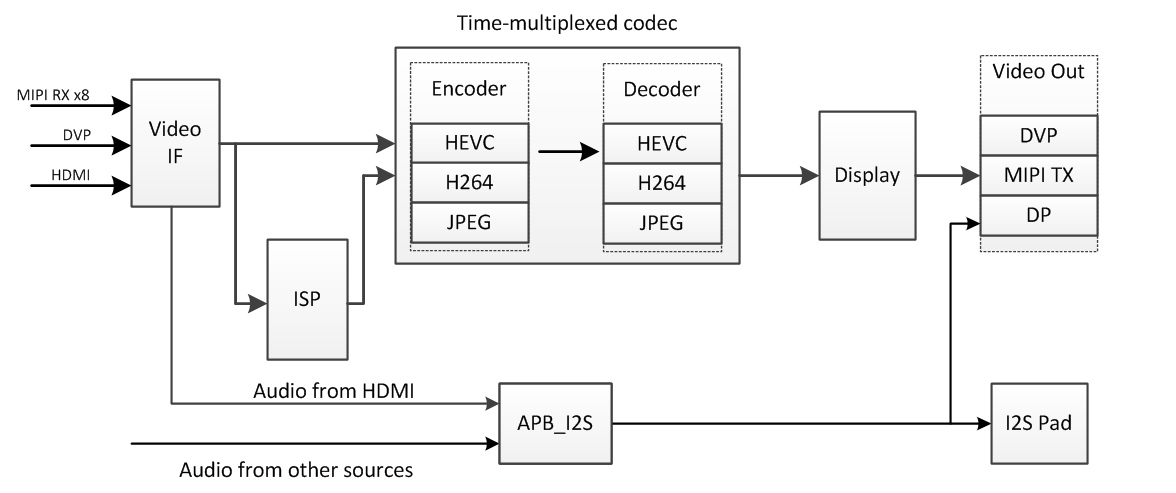 Time-multiplexed codec
MIPI RX x8
DVP
HDMI
Video
IF
Encoder
HEVC
H264
JPEG
Decoder
HEVC
H264
JPEG
ISP
Display
Video Out
DVP
MIPI TX
DP
Audio from HDMI
Audio from other sources
APB_I2S
I2S Pad